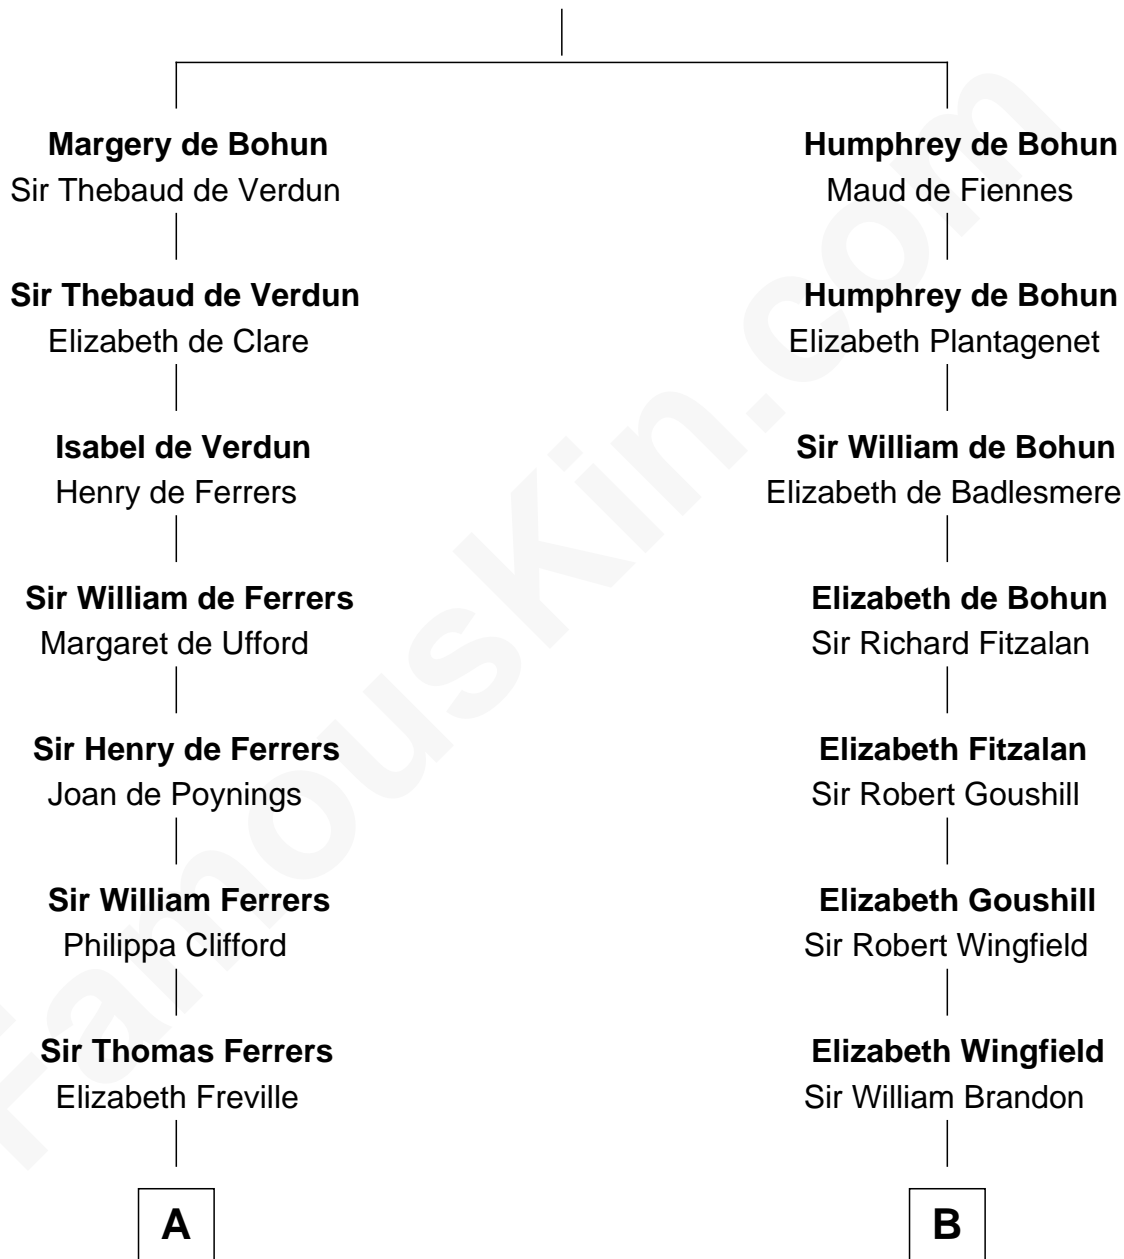 Margery de Bohun
Sir Thebaud de Verdun
Humphrey de Bohun
Maud de Fiennes
Sir Thebaud de Verdun
Elizabeth de Clare
Humphrey de Bohun
Elizabeth Plantagenet
Isabel de Verdun
Henry de Ferrers
Sir William de Bohun
Elizabeth de Badlesmere
Sir William de Ferrers
Margaret de Ufford
Elizabeth de Bohun
Sir Richard Fitzalan
Sir Henry de Ferrers
Joan de Poynings
Elizabeth Fitzalan
Sir Robert Goushill
Sir William Ferrers
Philippa Clifford
Elizabeth Goushill
Sir Robert Wingfield
Sir Thomas Ferrers
Elizabeth Freville
Elizabeth Wingfield
Sir William Brandon
A
B
FamousKin.com